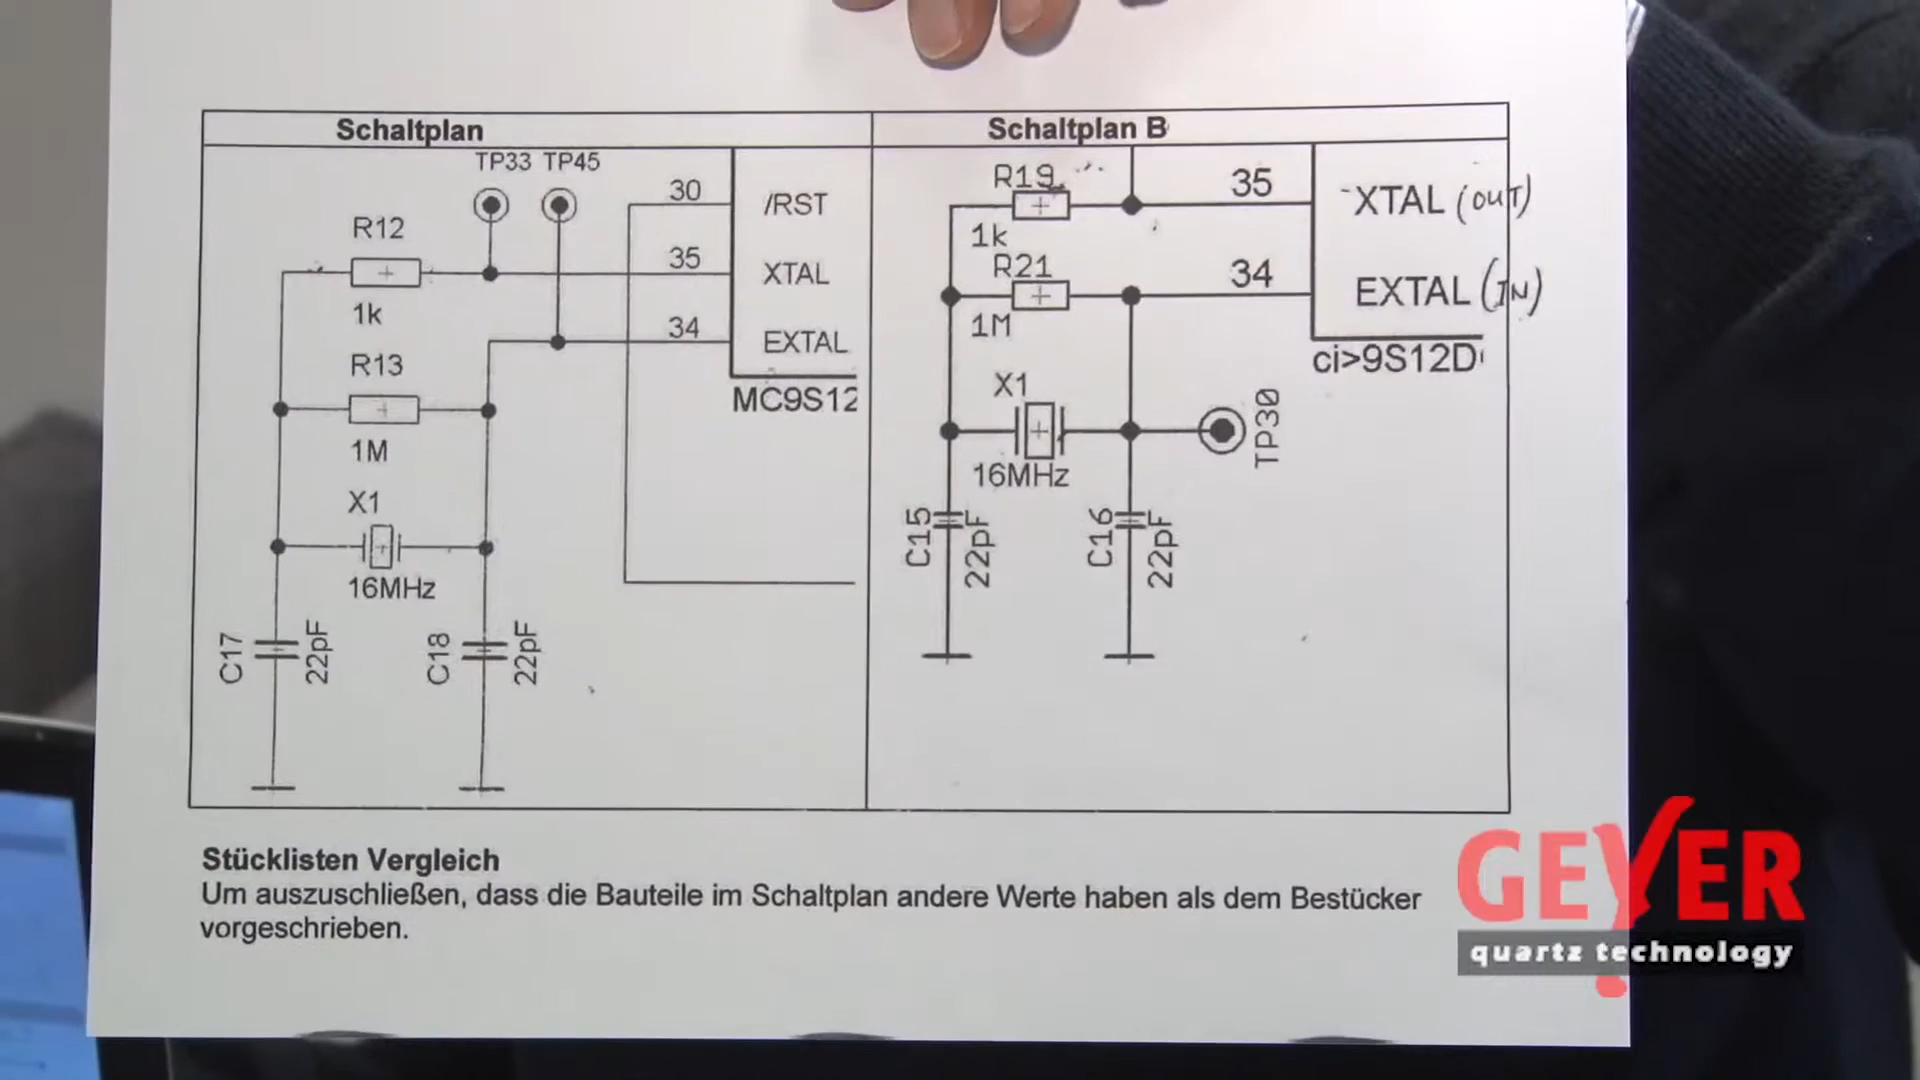 Schaltplan
TP33 TP45
30
/RST
R12
35
XTAL
1k
34
EXTAL
R13
MC9S12
1M
X1
16MHz
C17
22pF
C18
22pF
Schaltplan B
R19
35
XTAL (OUT)
1k
R21
34
EXTAL (IN)
1M
ci>9S12D
X1
TP30
16MHz
C15
22pF
C16
22pF
Stücklisten Vergleich
Um auszuschließen, dass die Bauteile im Schaltplan andere Werte haben als dem Bestücker
vorgeschrieben.
GEYER
quartz technology